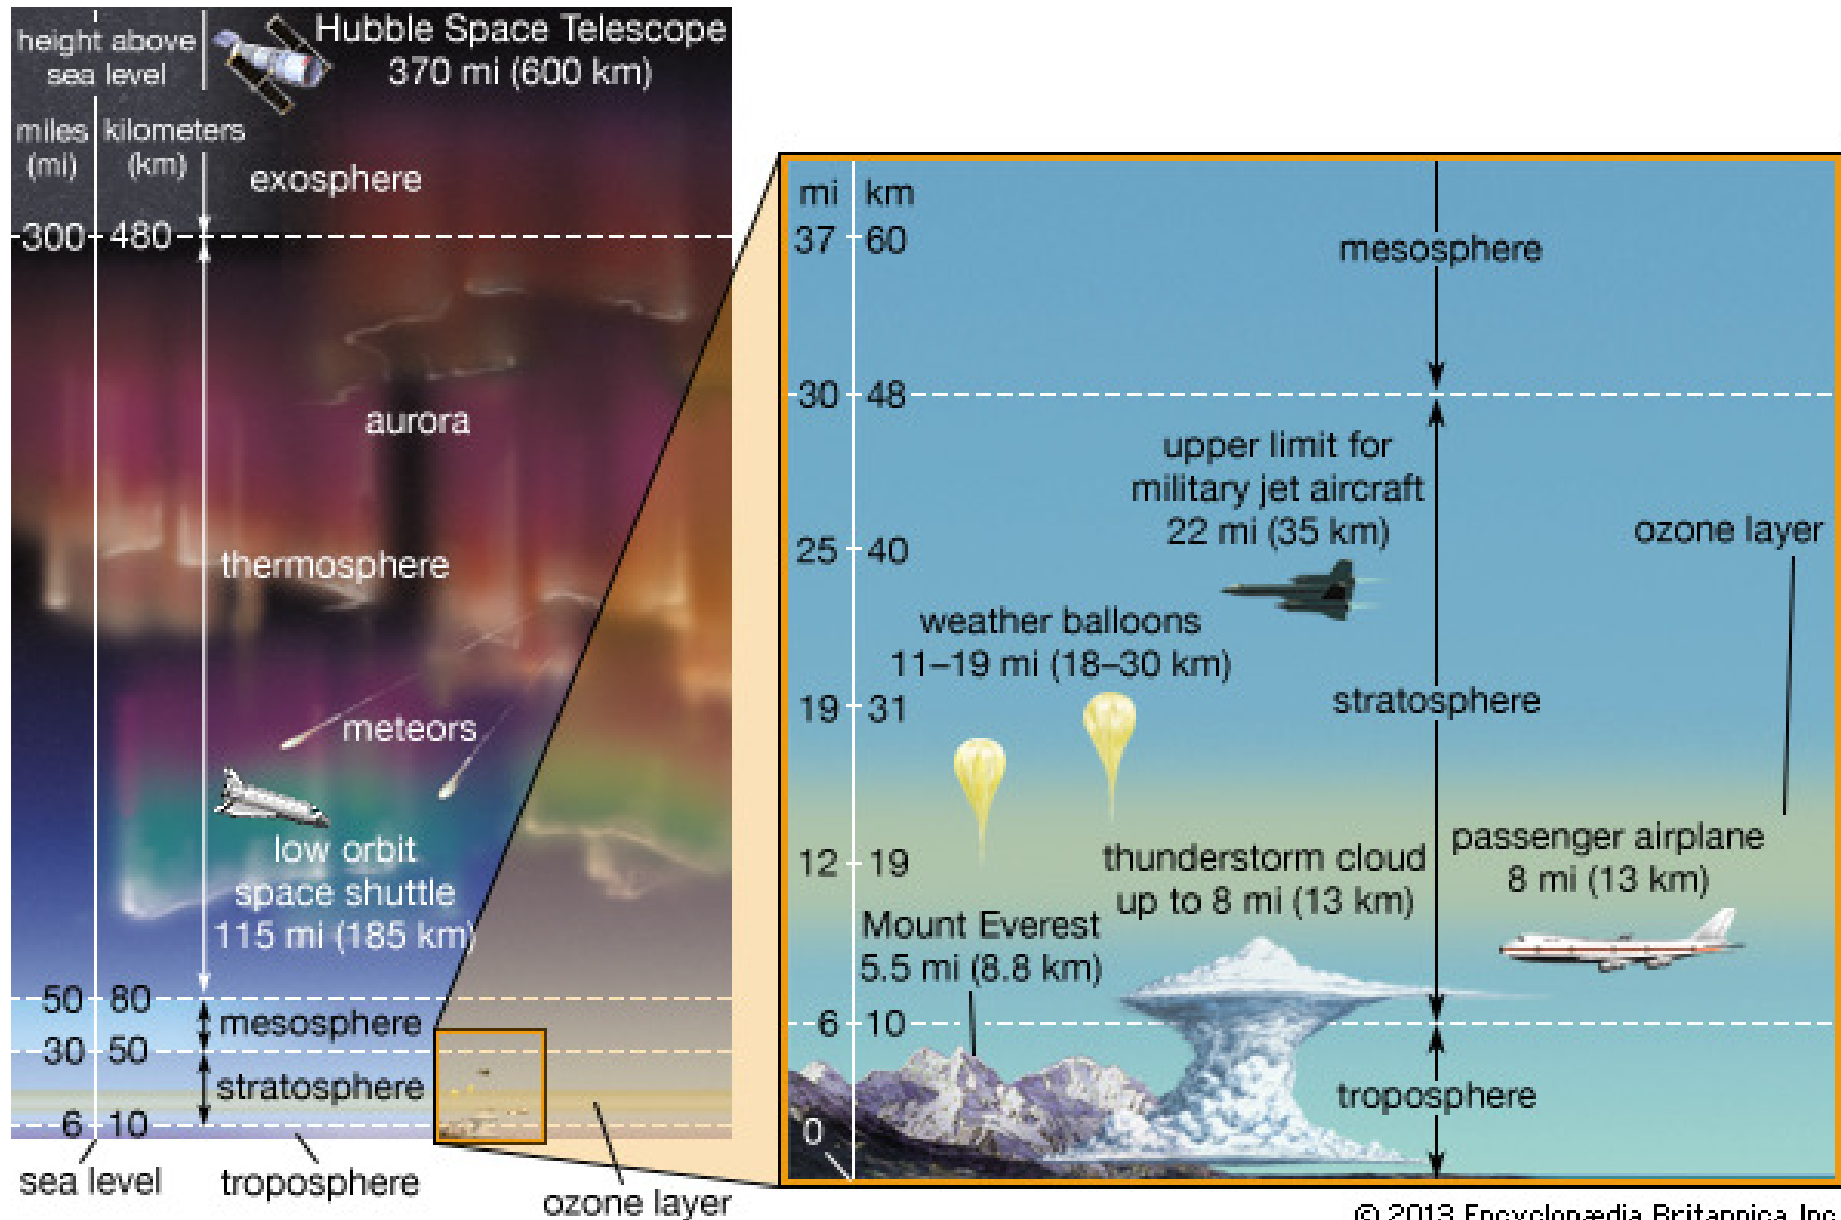 height above
sea level
miles
(mi)
kilometers
(km)
Hubble Space Telescope
370 mi (600 km)
exosphere
300 480
aurora
thermosphere
meteors
low orbit
space shuttle
115 mi (185 km)
50 80
mesosphere
30 50
stratosphere
6 10
sea level
troposphere
ozone layer
mi km
37 60
mesosphere
30 48
upper limit for
military jet aircraft
22 mi (35 km)
25 40
ozone layer
weather balloons
11–19 mi (18–30 km)
19 31
stratosphere
12 19
thunderstorm cloud
up to 8 mi (13 km)
passenger airplane
8 mi (13 km)
Mount Everest
5.5 mi (8.8 km)
6 10
troposphere
0
© 2013 Encyclopædia Britannica, Inc.